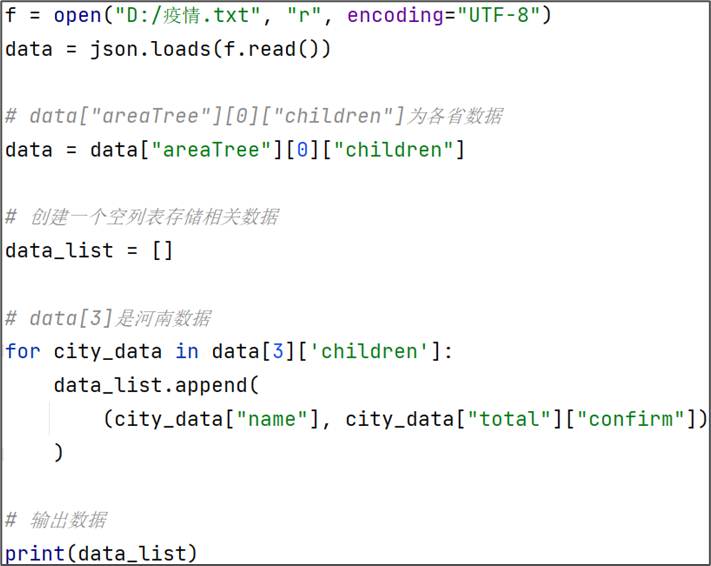 f = open("D:/疫情.txt", "r", encoding="UTF-8")
data = json.loads(f.read())
# data["areaTree"][0]["children"]为各省数据
data = data["areaTree"][0]["children"]
# 创建一个空列表存储相关数据
data_list = []
# data[3]是河南数据
for city_data in data[3]['children']:
    data_list.append(
        (city_data["name"], city_data["total"]["confirm"])
    )
# 输出数据
print(data_list)